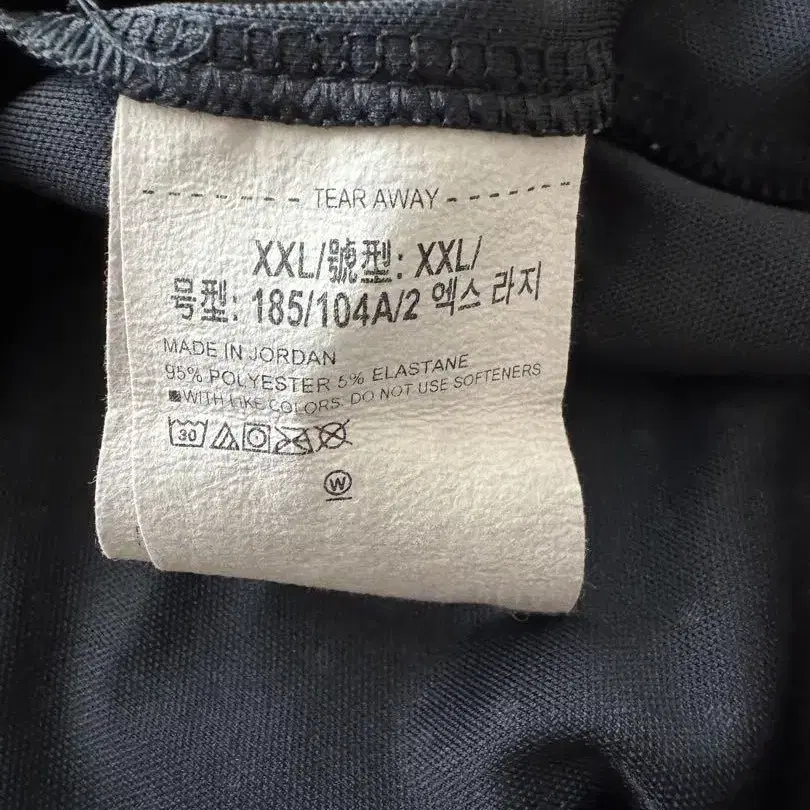 TEAR AWAY
XXL/號型: XXL/
号型: 185/104A/2 엑스 라지
MADE IN JORDAN
95% POLYESTER 5% ELASTANE
WITH LIKE COLORS. DO NOT USE SOFTENERS
30
W